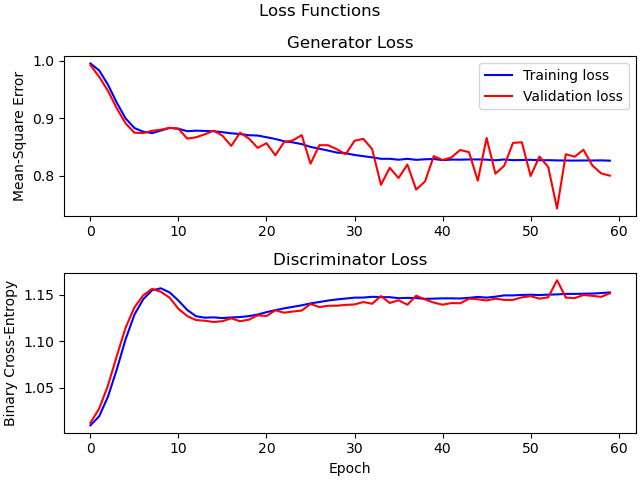 Loss Functions
Generator Loss
Mean-Square Error
1.0
0.9
0.8
Training loss
Validation loss
0 10 20 30 40 50 60
Discriminator Loss
Binary Cross-Entropy
1.15
1.10
1.05
0 10 20 30 40 50 60
Epoch